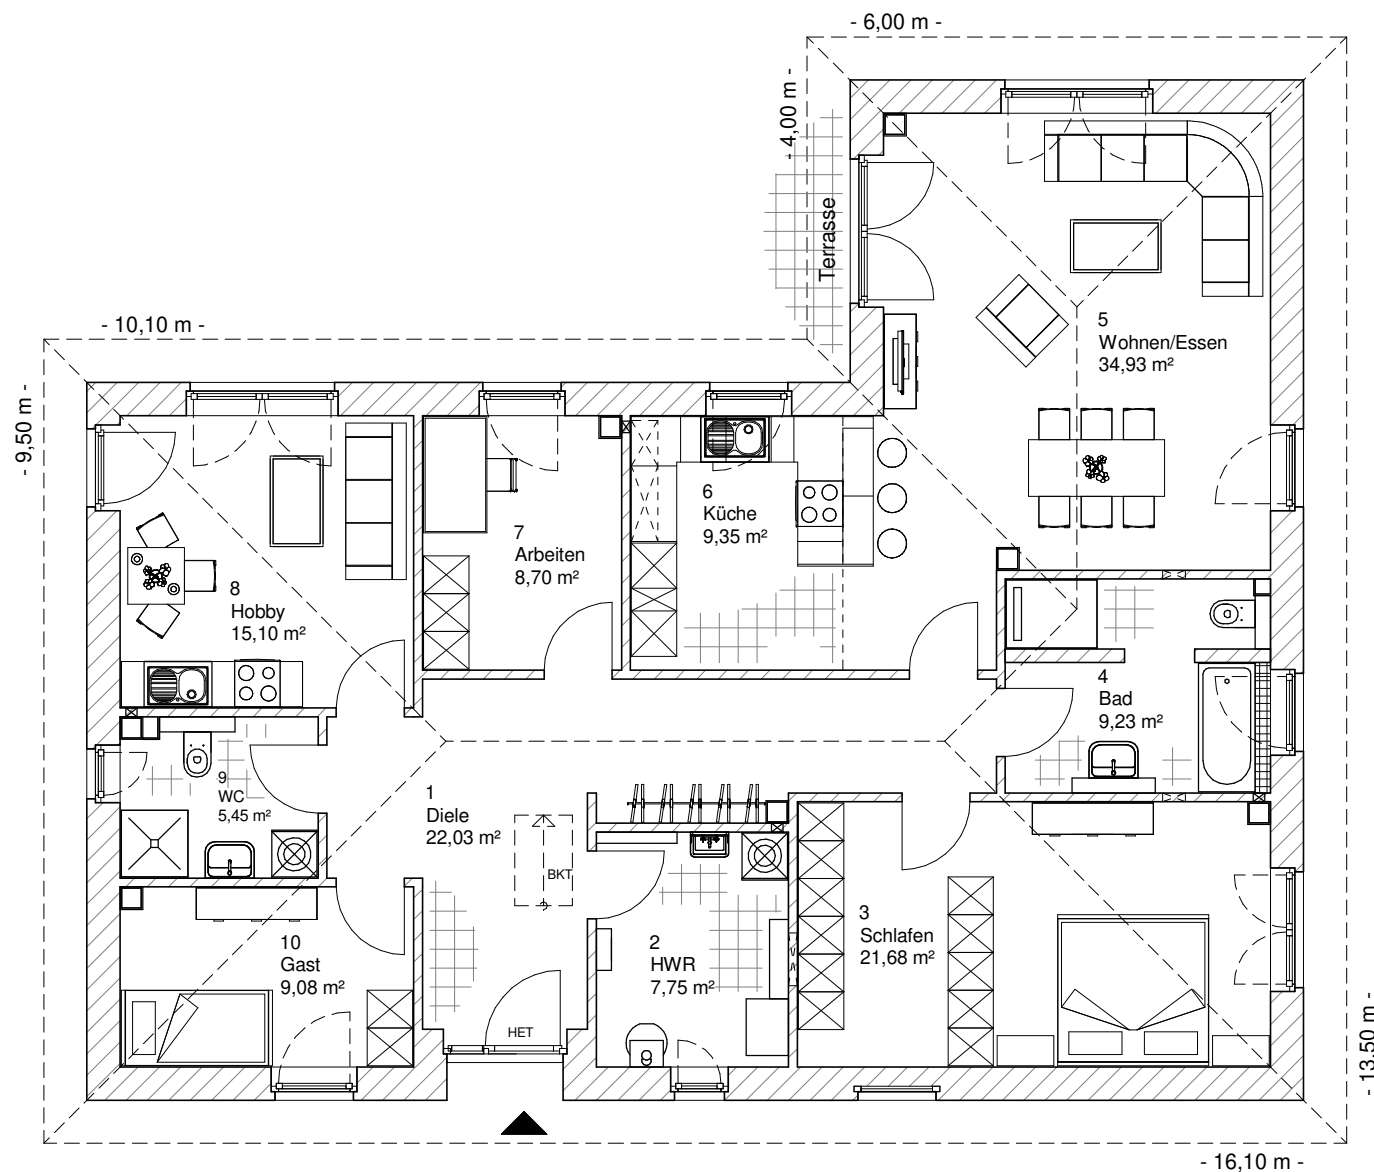 - 6,00 m -
- 4,00 m -
Terrasse
- 10,10 m -
- 9,50 m -
5
Wohnen/Essen
34,93 m²
6
Küche
9,35 m²
7
Arbeiten
8,70 m²
8
Hobby
15,10 m²
4
Bad
9,23 m²
9
WC
5,45 m²
1
Diele
22,03 m²
BKT
3
Schlafen
21,68 m²
10
Gast
9,08 m²
2
HWR
7,75 m²
HET
- 13,50 m -
- 16,10 m -